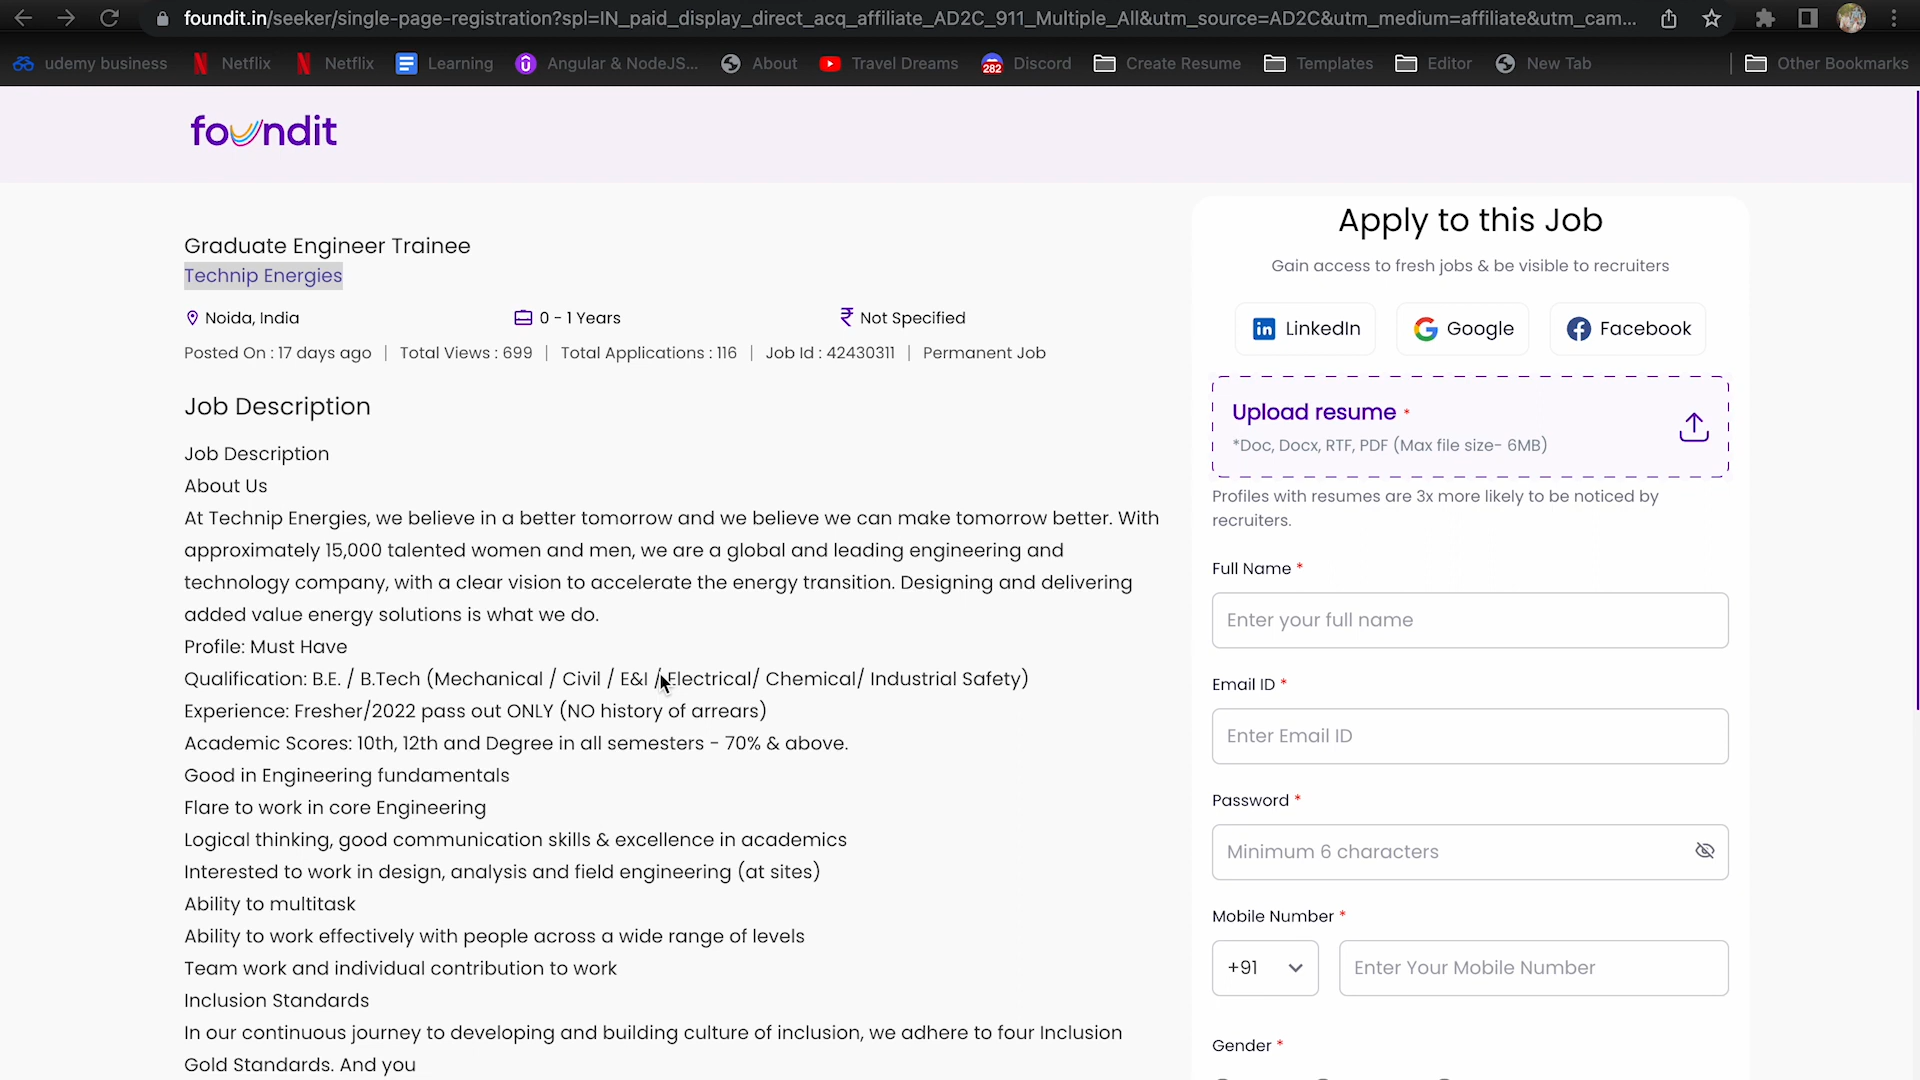 foundit.in/seeker/single-page-registration?spl=IN_paid_display_direct_acq_affiliate_AD2C_911_Multiple_All&utm_source=AD2C&utm_medium=affiliate&utm_cam...
udemy business Netflix Netflix Learning Angular & NodeJS... About Travel Dreams 282 Discord Create Resume Templates Editor New Tab Other Bookmarks
foundit
Graduate Engineer Trainee
Technip Energies
Noida, India 0 - 1 Years ₹ Not Specified
Posted On : 17 days ago | Total Views : 699 | Total Applications : 116 | Job Id : 42430311 | Permanent Job
Job Description
Job Description
About Us
At Technip Energies, we believe in a better tomorrow and we believe we can make tomorrow better. With
approximately 15,000 talented women and men, we are a global and leading engineering and
technology company, with a clear vision to accelerate the energy transition. Designing and delivering
added value energy solutions is what we do.
Profile: Must Have
Qualification: B.E. / B.Tech (Mechanical / Civil / E&I / Electrical/ Chemical/ Industrial Safety)
Experience: Fresher/2022 pass out ONLY (NO history of arrears)
Academic Scores: 10th, 12th and Degree in all semesters - 70% & above.
Good in Engineering fundamentals
Flare to work in core Engineering
Logical thinking, good communication skills & excellence in academics
Interested to work in design, analysis and field engineering (at sites)
Ability to multitask
Ability to work effectively with people across a wide range of levels
Team work and individual contribution to work
Inclusion Standards
In our continuous journey to developing and building culture of inclusion, we adhere to four Inclusion
Gold Standards. And you
Apply to this Job
Gain access to fresh jobs & be visible to recruiters
in LinkedIn Google Facebook
Upload resume *
*Doc, Docx, RTF, PDF (Max file size- 6MB)
Profiles with resumes are 3x more likely to be noticed by
recruiters.
Full Name *
Enter your full name
Email ID *
Enter Email ID
Password *
Minimum 6 characters
Mobile Number *
+91 Enter Your Mobile Number
Gender *